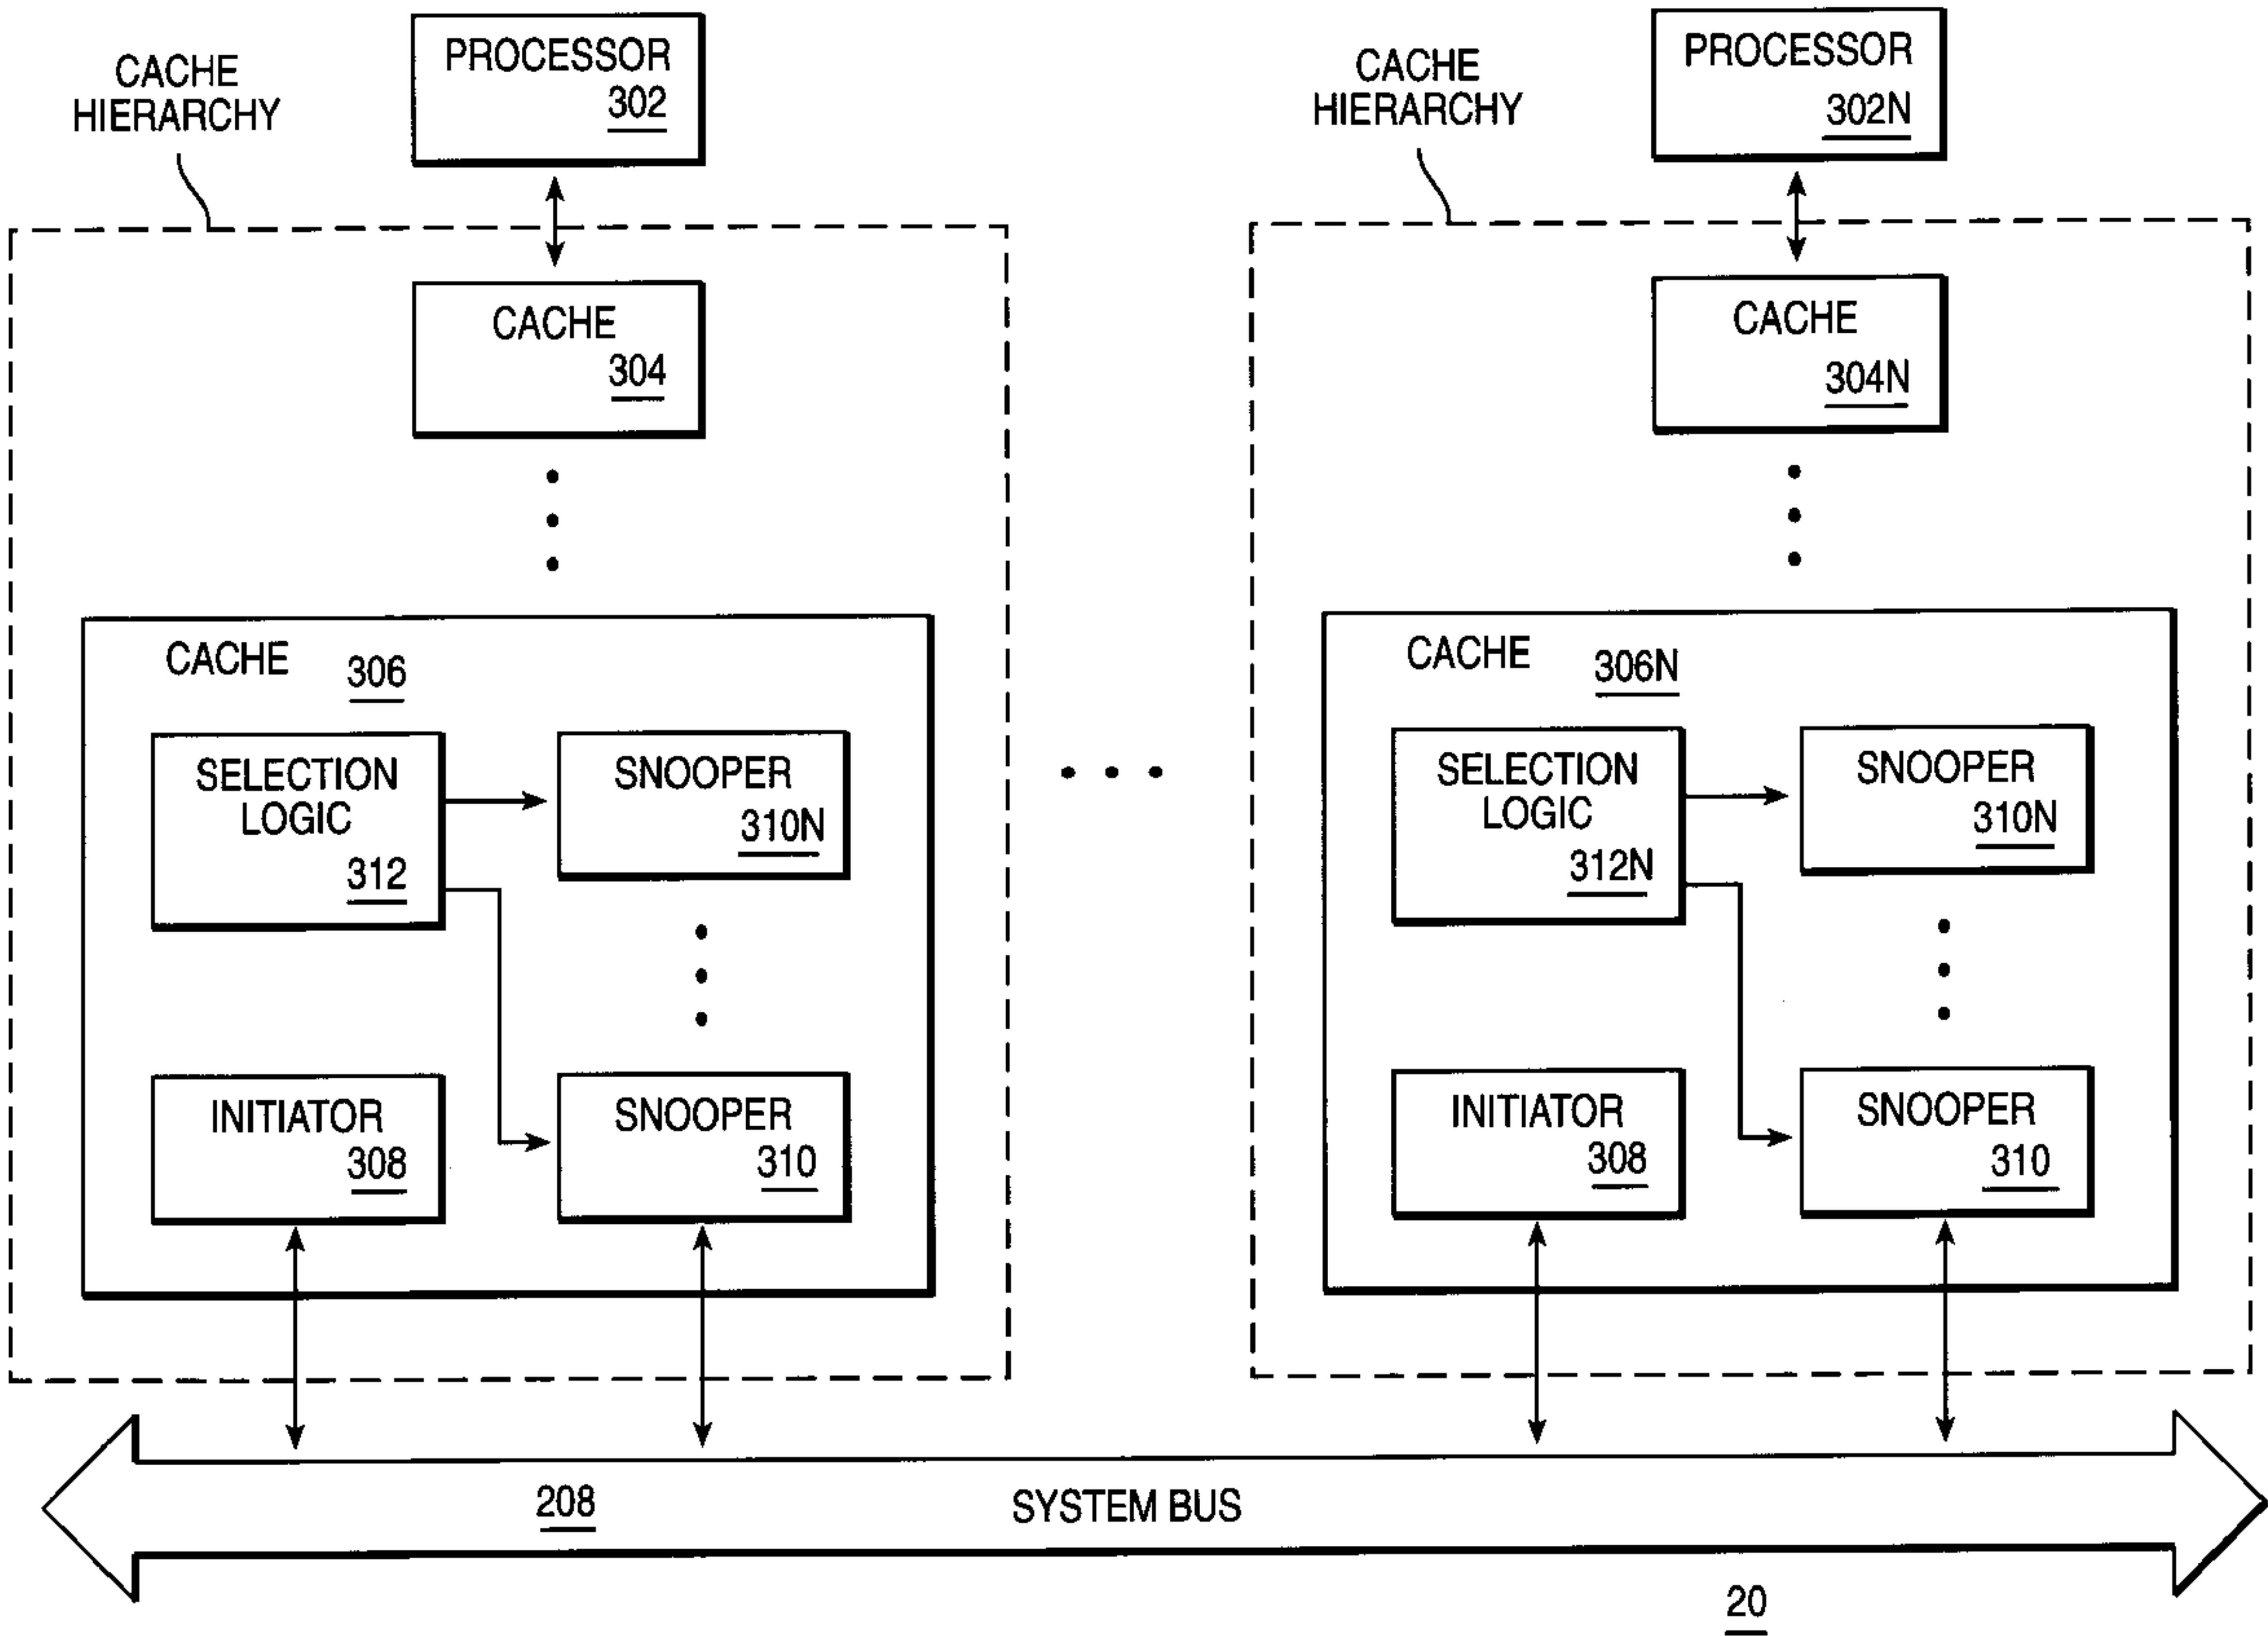 CACHE
HIERARCHY
PROCESSOR
302
CACHE
304
CACHE
306
SELECTION
LOGIC
312
SNOOPER
310N
INITIATOR
308
SNOOPER
310
CACHE
HIERARCHY
PROCESSOR
302N
CACHE
304N
CACHE
306N
SELECTION
LOGIC
312N
SNOOPER
310N
INITIATOR
308
SNOOPER
310
208
SYSTEM BUS
20